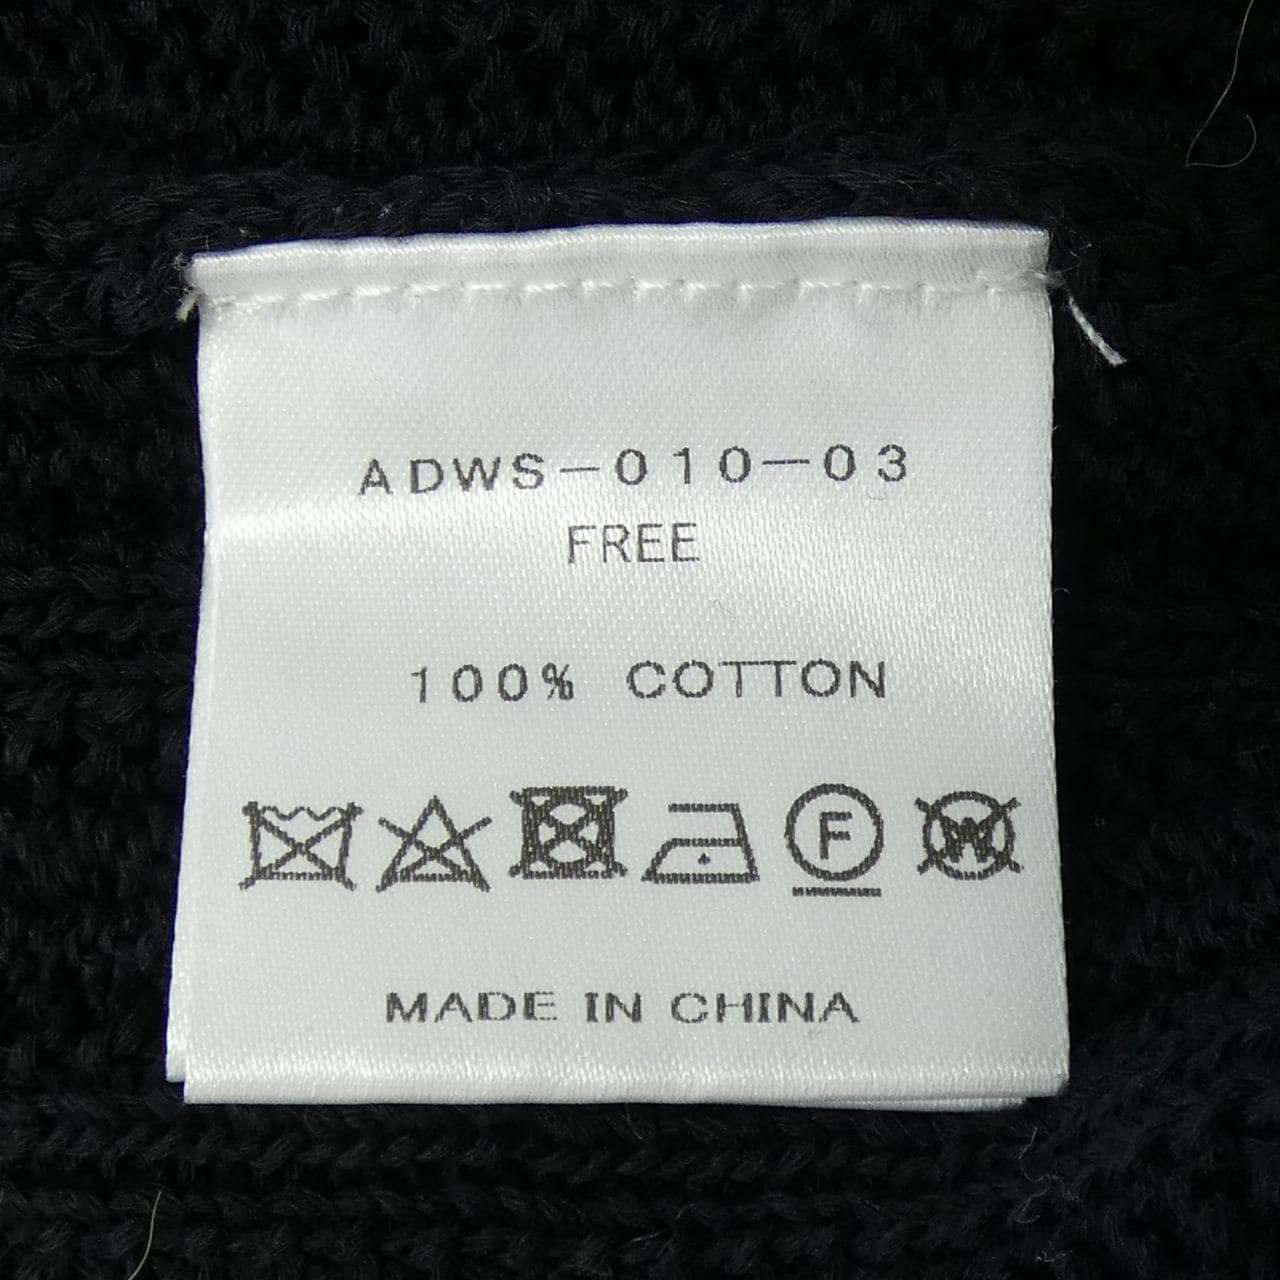 ADWS-010-03
FREE
100% COTTON
F W
MADE IN CHINA